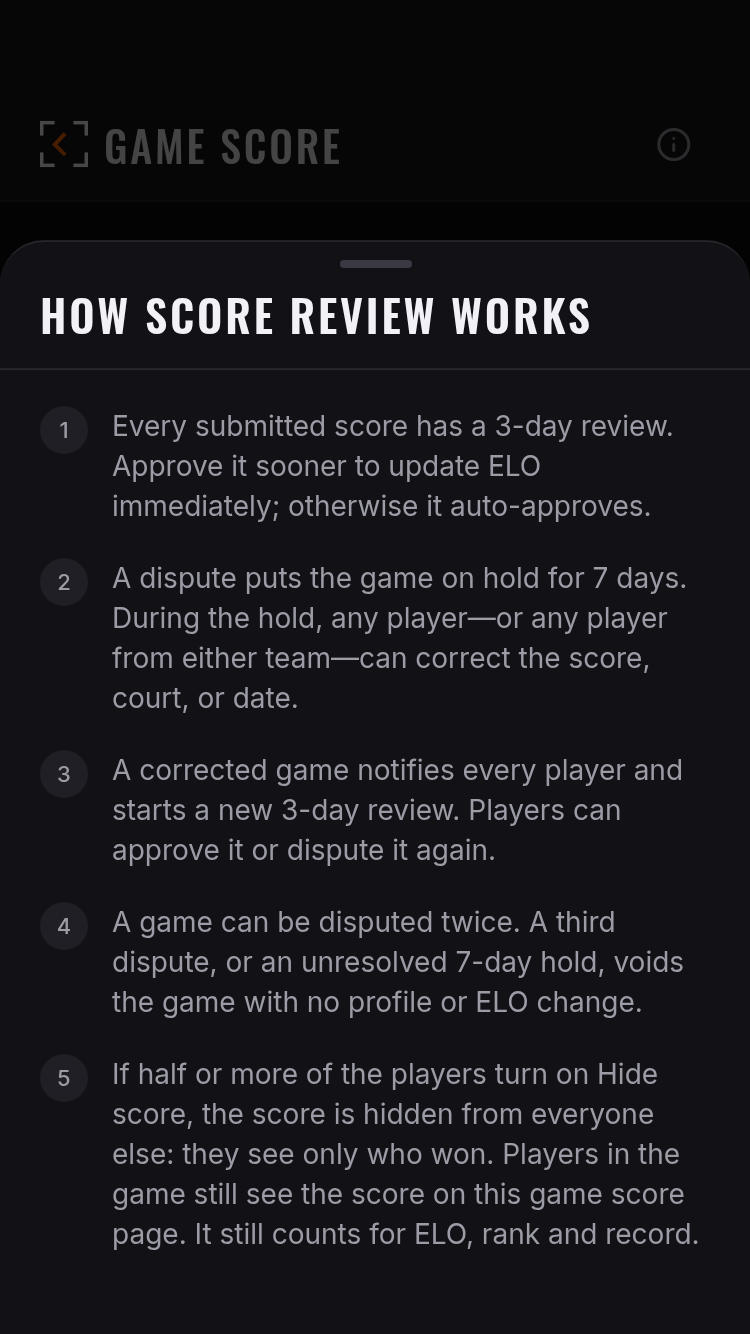 GAME SCORE
HOW SCORE REVIEW WORKS
1
Every submitted score has a 3-day review.
Approve it sooner to update ELO
immediately; otherwise it auto-approves.
2
A dispute puts the game on hold for 7 days.
During the hold, any player—or any player
from either team—can correct the score,
court, or date.
3
A corrected game notifies every player and
starts a new 3-day review. Players can
approve it or dispute it again.
4
A game can be disputed twice. A third
dispute, or an unresolved 7-day hold, voids
the game with no profile or ELO change.
5
If half or more of the players turn on Hide
score, the score is hidden from everyone
else: they see only who won. Players in the
game still see the score on this game score
page. It still counts for ELO, rank and record.